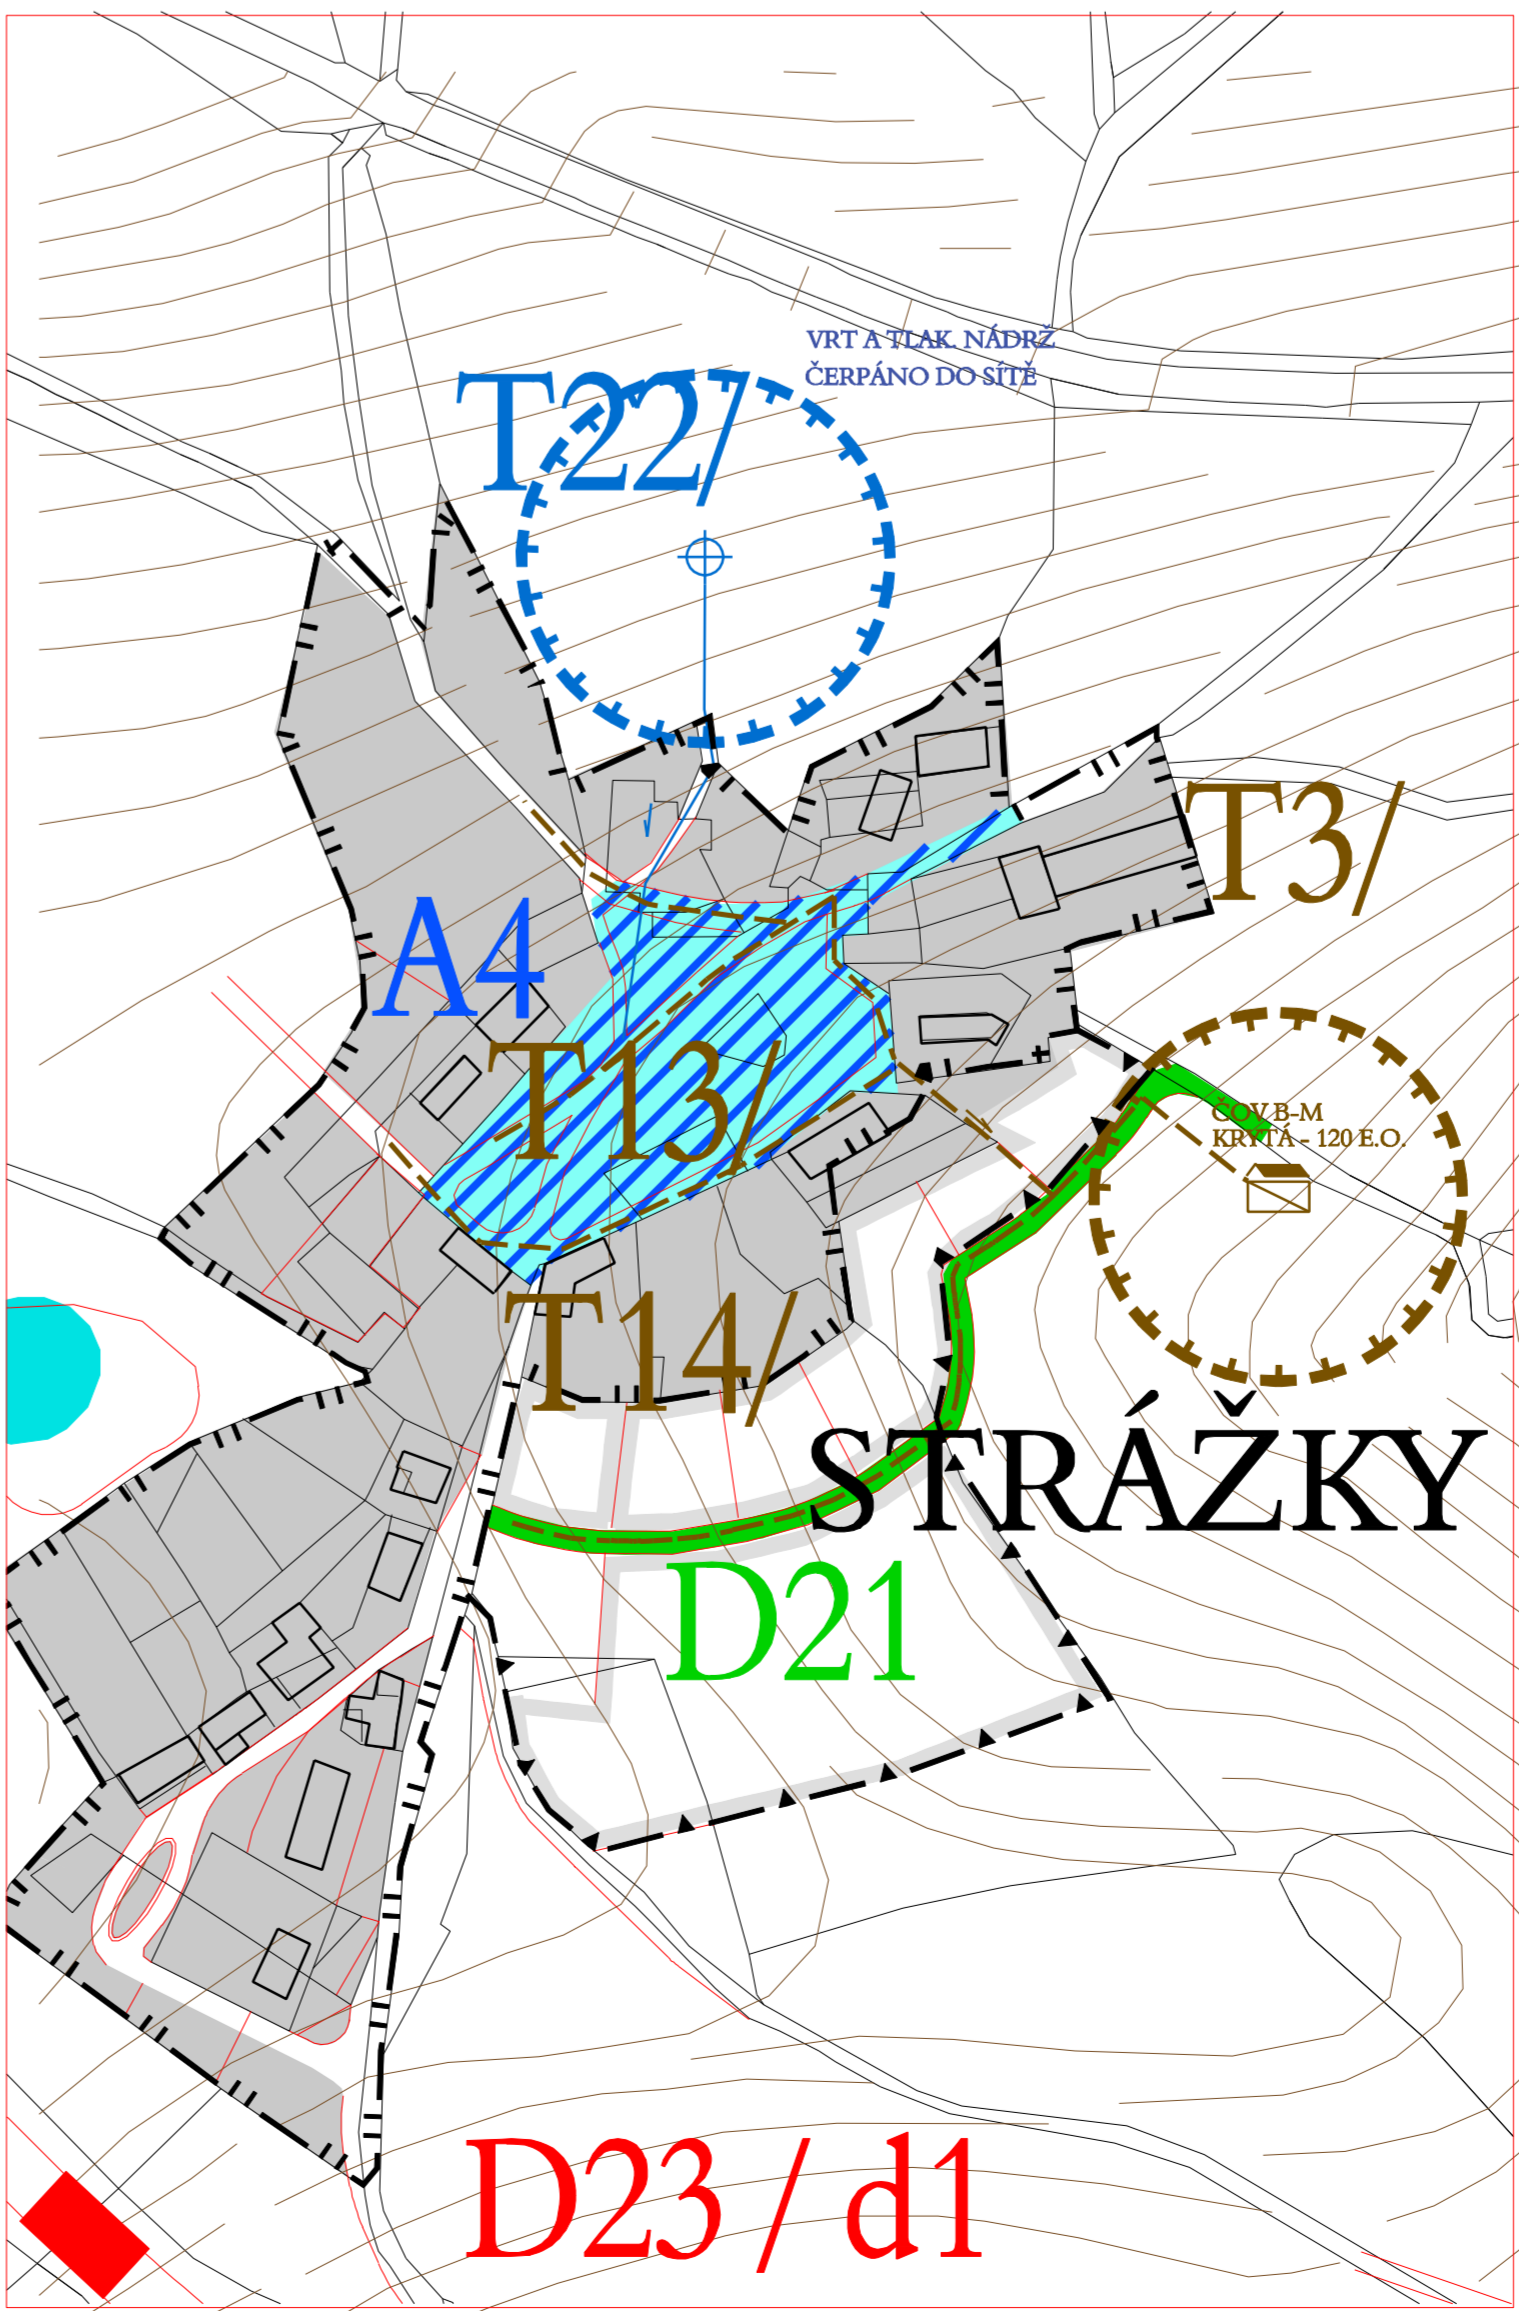 VRT A TLAK. NÁDRŽ
ČERPÁNO DO SÍTĚ
T22/
T3/
A4
T13/
ČOV B-M
KRYTÁ - 120 E.O.
T14/
STRÁŽKY
D21
D23 / d1